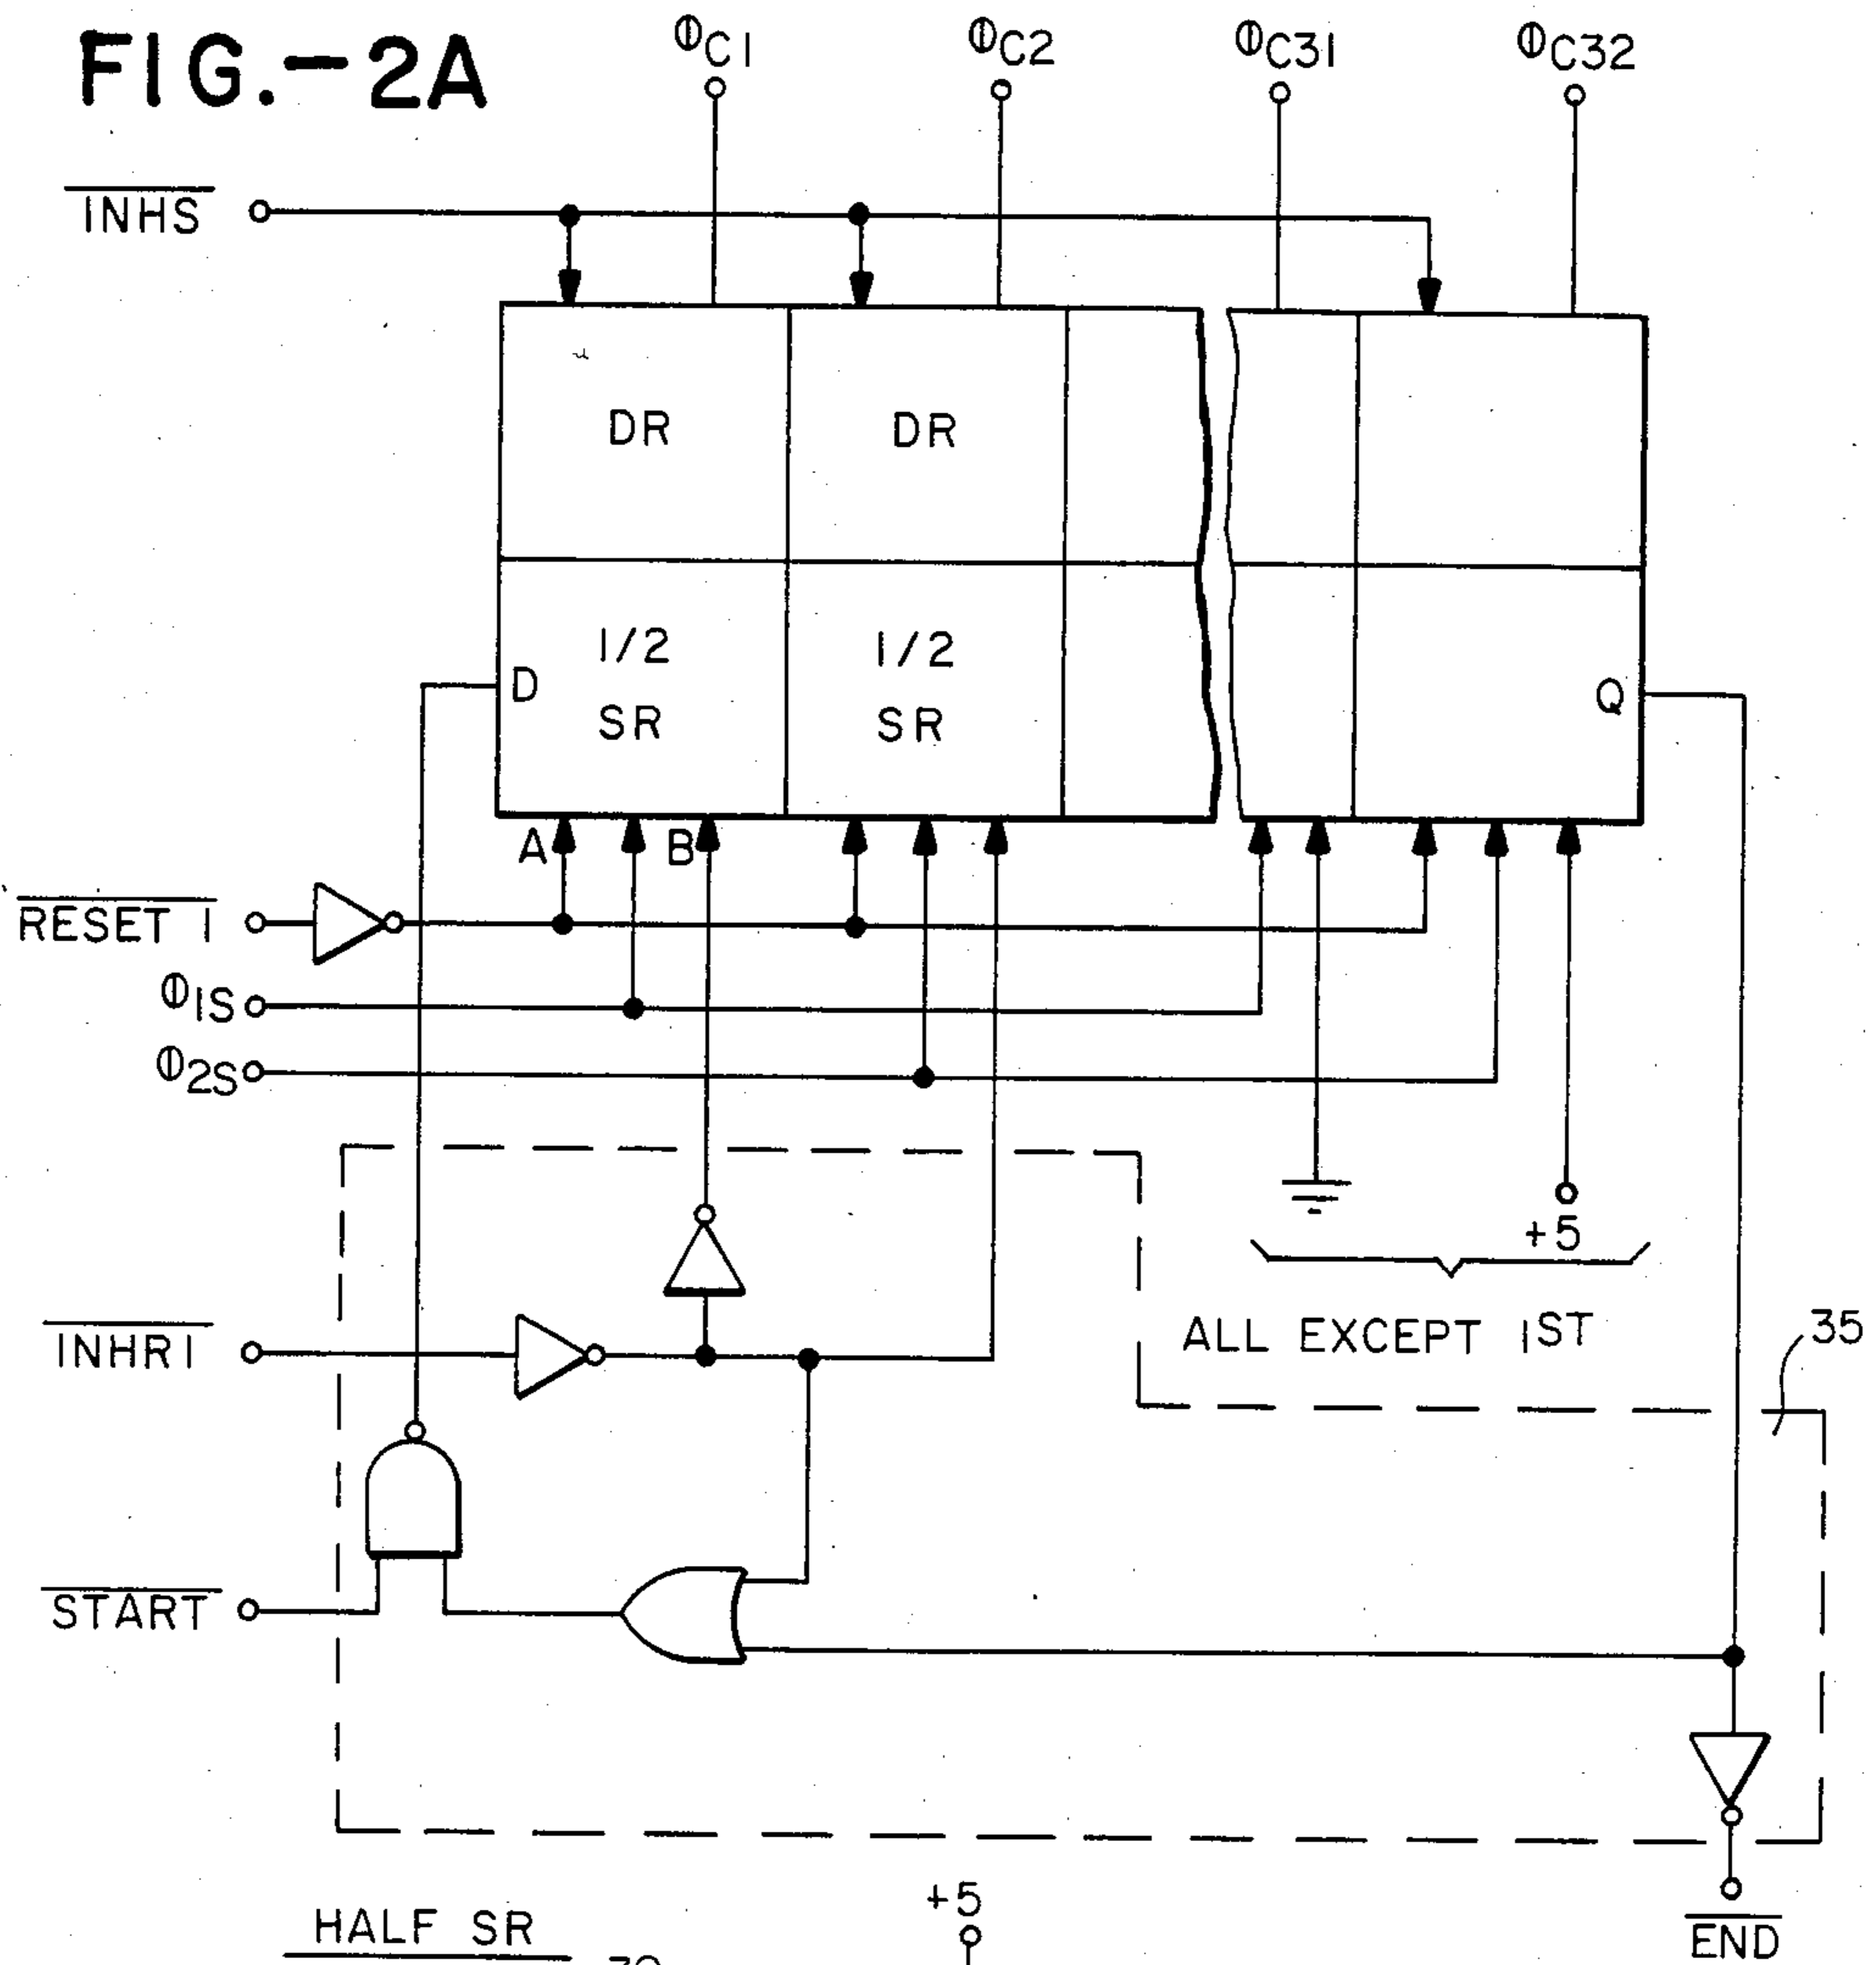 FIG.-2A
ΦC1
ΦC2
ΦC31
ΦC32
INHS
DR
DR
1/2
SR
1/2
SR
D
Q
A
B
RESET 1
Φ1S
Φ2S
+5
ALL EXCEPT 1ST
INHR1
35
START
HALF SR
+5
END